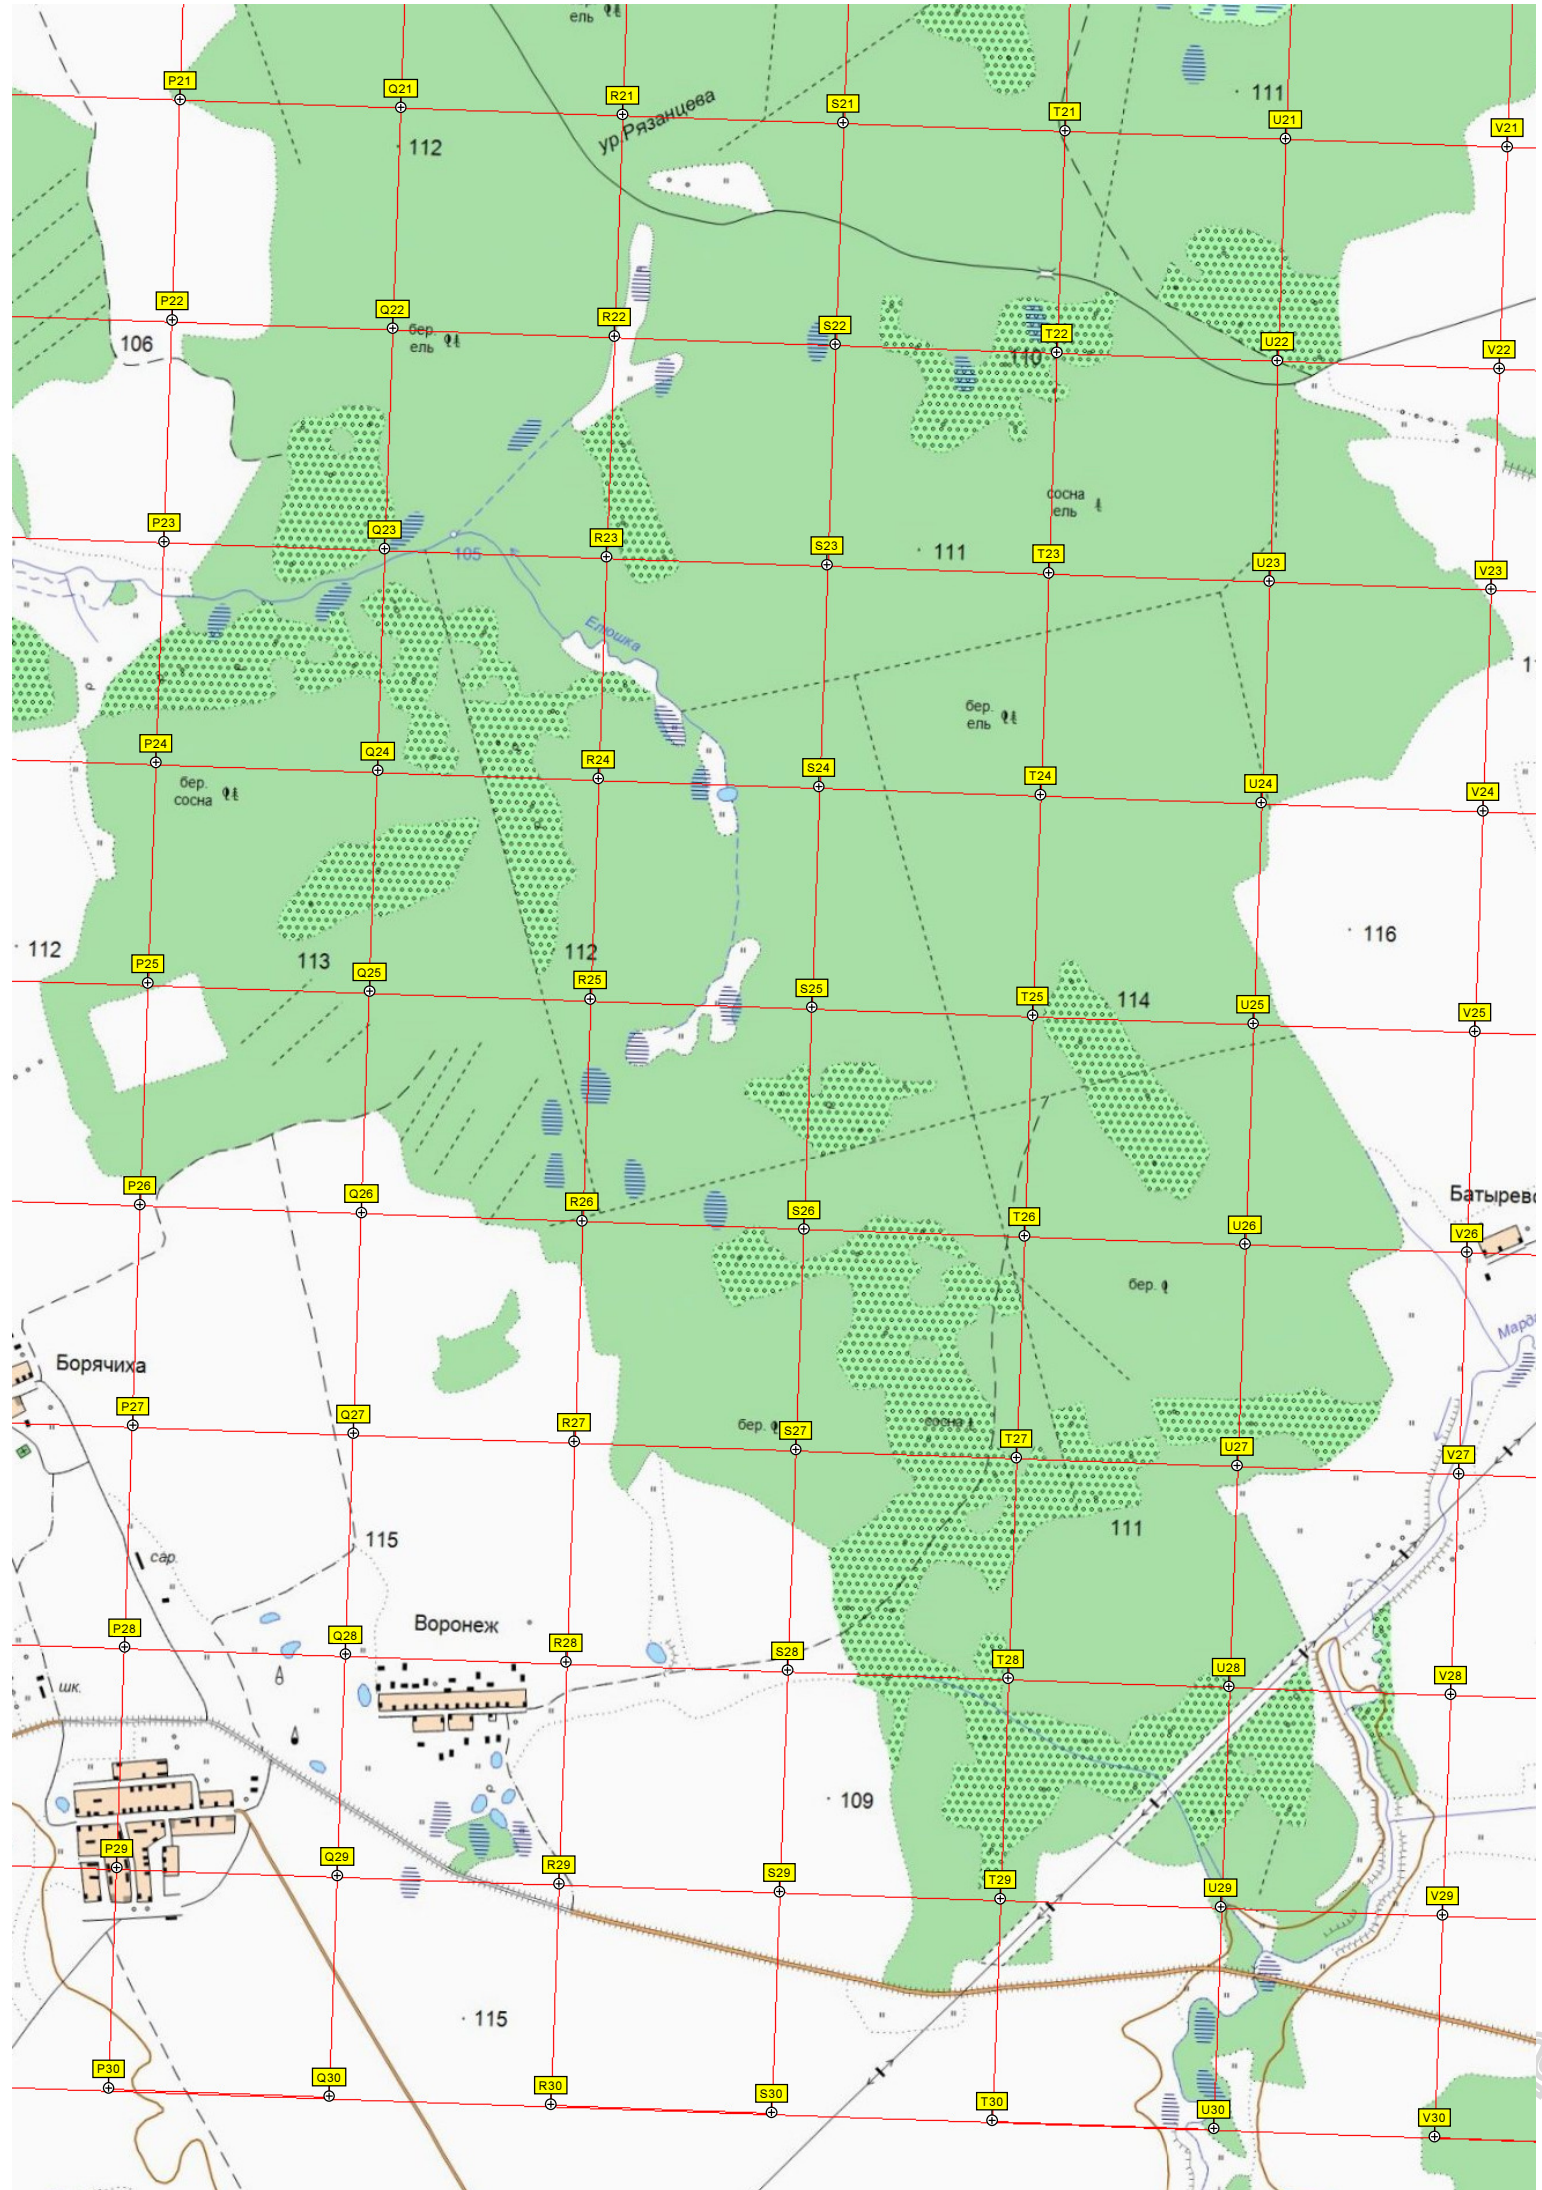 ель
P21
Q21
R21
S21
T21
U21
V21
111
112
ур.Рязанцева
P22
Q22
R22
S22
T22
U22
V22
106
бер.
ель
110
сосна
ель
P23
Q23
R23
S23
T23
U23
V23
105
111
Елюшка
бер.
ель
P24
Q24
R24
S24
T24
U24
V24
бер.
сосна
112
113
112
116
P25
Q25
R25
S25
T25
U25
V25
114
P26
Q26
R26
S26
T26
U26
V26
Батырево
бер.
Борячиха
P27
Q27
R27
S27
T27
U27
V27
бер.
сосна
115
111
сар.
Воронеж
P28
Q28
R28
S28
T28
U28
V28
шк.
109
P29
Q29
R29
S29
T29
U29
V29
115
P30
Q30
R30
S30
T30
U30
V30